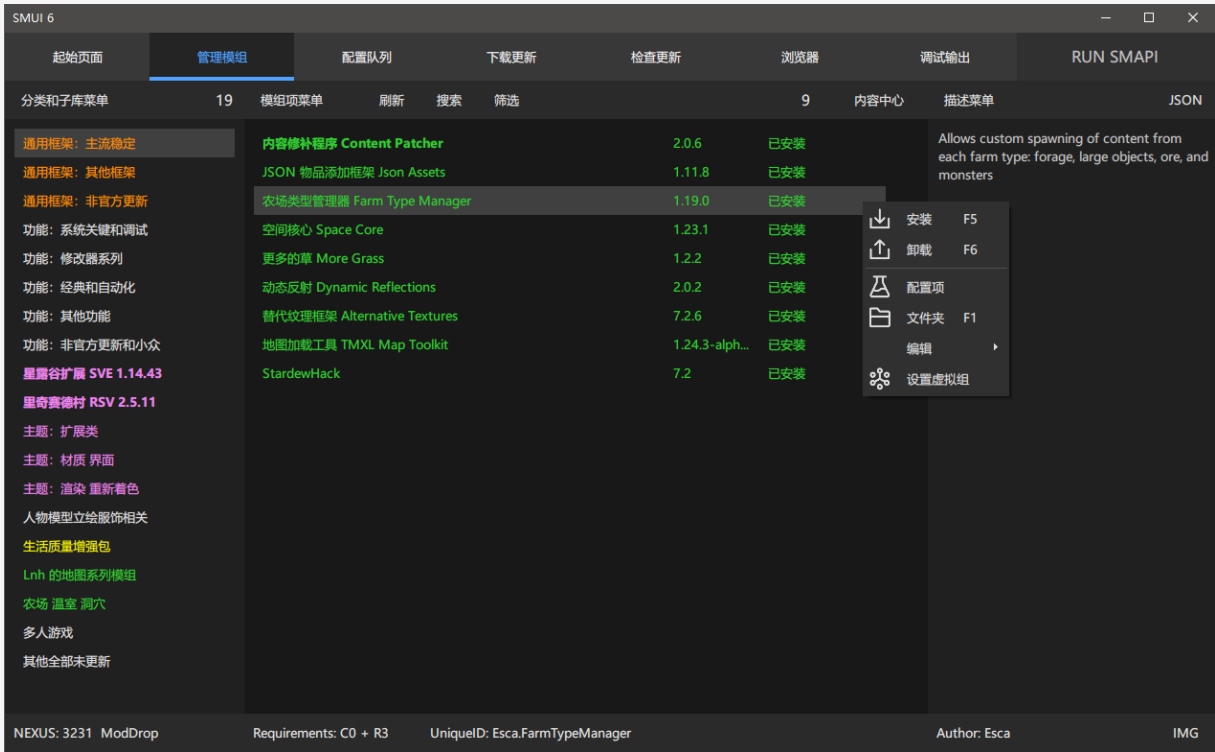 SMUI 6
起始页面 管理模组 配置队列 下载更新 检查更新 浏览器 调试输出 RUN SMAPI
分类和子库菜单 19 模组项菜单 刷新 搜索 筛选 9 内容中心 描述菜单 JSON
通用框架：主流稳定
通用框架：其他框架
通用框架：非官方更新
功能：系统关键和调试
功能：修改器系列
功能：经典和自动化
功能：其他功能
功能：非官方更新和小众
星露谷扩展 SVE 1.14.43
里奇赛德村 RSV 2.5.11
主题：扩展类
主题：材质 界面
主题：渲染 重新着色
人物模型立绘服饰相关
生活质量增强包
Lnh 的地图系列模组
农场 温室 洞穴
多人游戏
其他全部未更新
内容修补程序 Content Patcher 2.0.6 已安装
JSON 物品添加框架 Json Assets 1.11.8 已安装
农场类型管理器 Farm Type Manager 1.19.0 已安装
空间核心 Space Core 1.23.1 已安装
更多的草 More Grass 1.2.2 已安装
动态反射 Dynamic Reflections 2.0.2 已安装
替代纹理框架 Alternative Textures 7.2.6 已安装
地图加载工具 TMXL Map Toolkit 1.24.3-alph... 已安装
StardewHack 7.2 已安装
安装 F5
卸载 F6
配置项
文件夹 F1
编辑
设置虚拟组
Allows custom spawning of content from
each farm type: forage, large objects, ore, and
monsters
NEXUS: 3231 ModDrop Requirements: C0 + R3 UniqueID: Esca.FarmTypeManager Author: Esca IMG